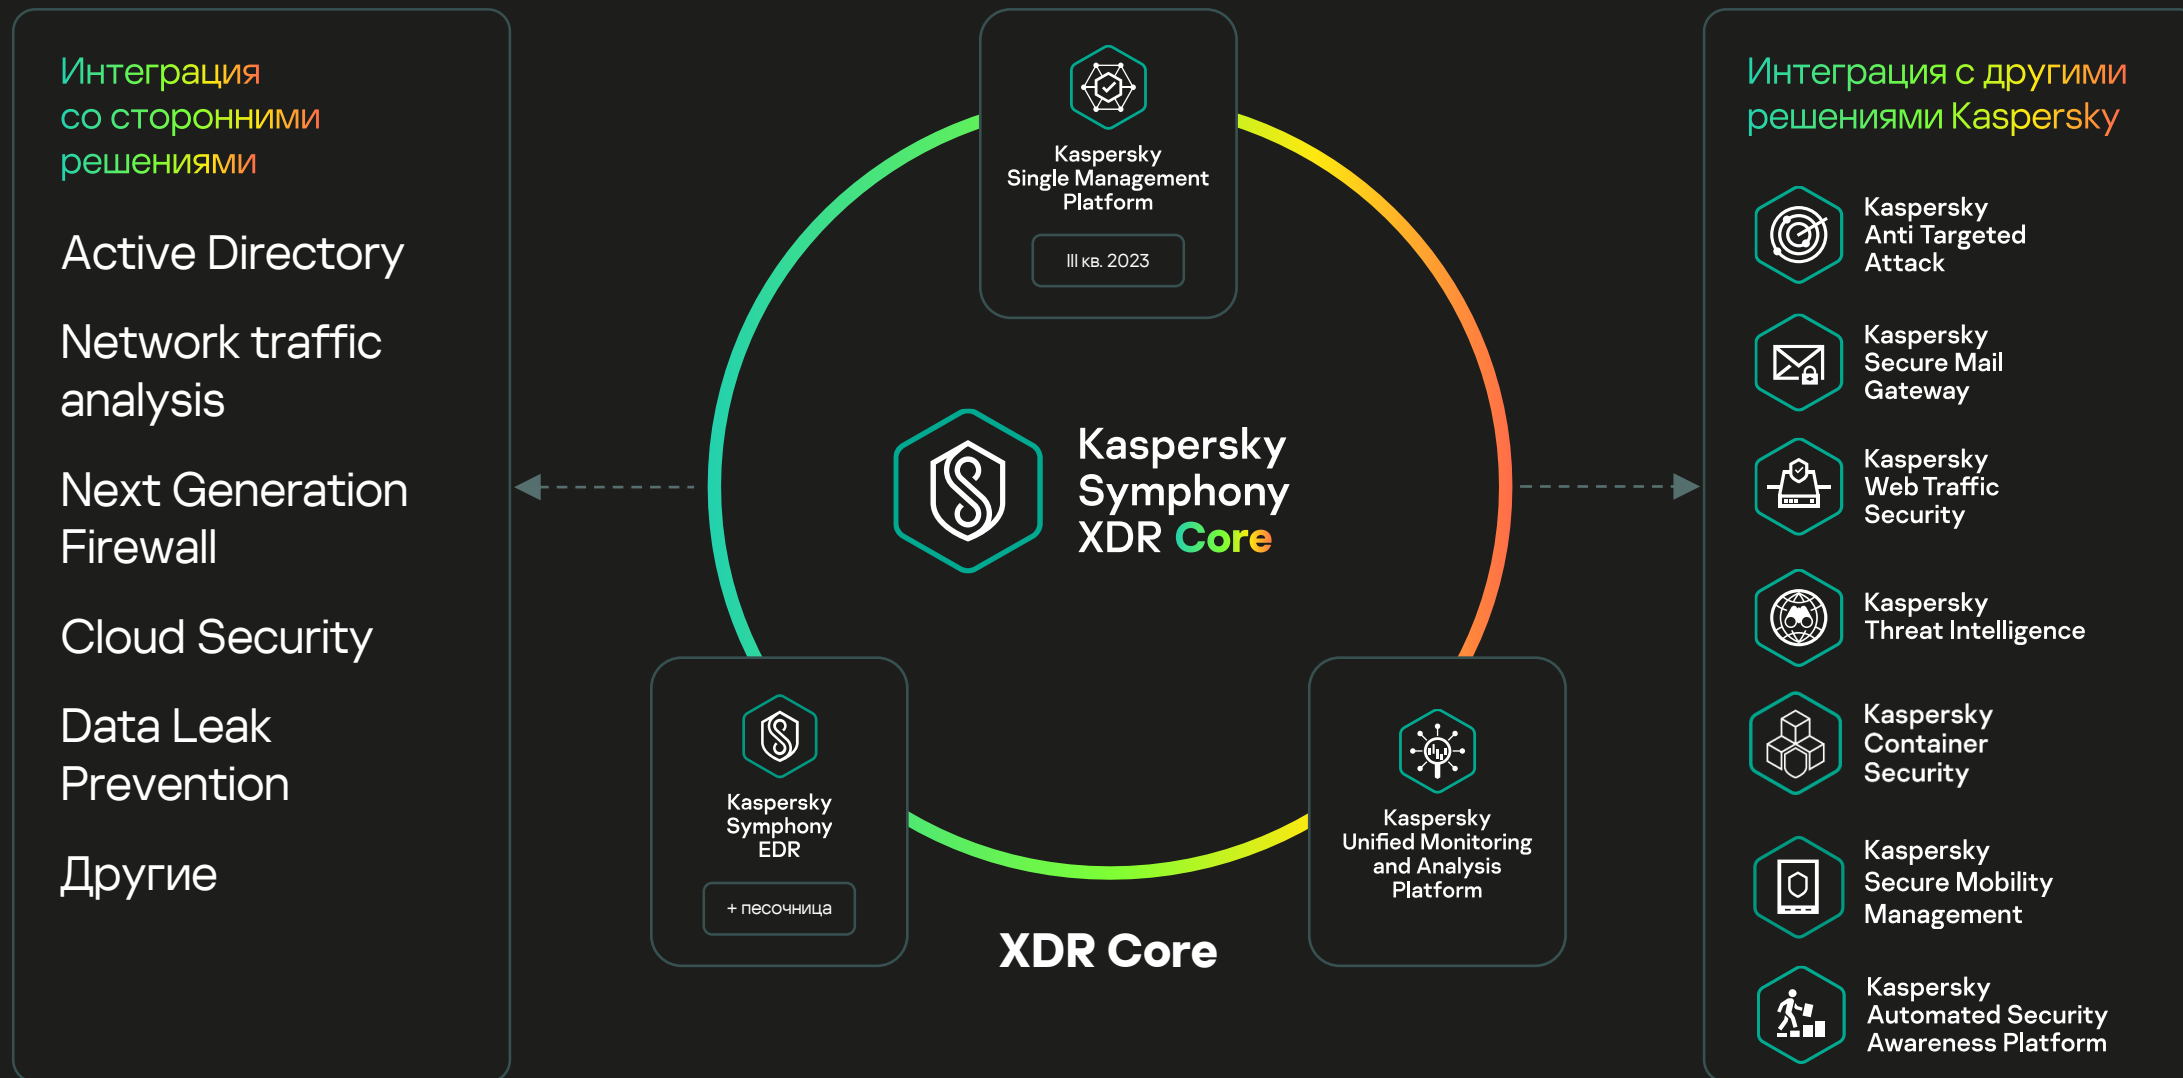 Интеграция
со сторонними
решениями
Active Directory
Network traffic
analysis
Next Generation
Firewall
Cloud Security
Data Leak
Prevention
Другие
Kaspersky
Single Management
Platform
III кв. 2023
Kaspersky
Symphony
XDR Core
Kaspersky
Symphony
EDR
+ песочница
Kaspersky
Unified Monitoring
and Analysis
Platform
XDR Core
Интеграция с другими
решениями Kaspersky
Kaspersky
Anti Targeted
Attack
Kaspersky
Secure Mail
Gateway
Kaspersky
Web Traffic
Security
Kaspersky
Threat Intelligence
Kaspersky
Container
Security
Kaspersky
Secure Mobility
Management
Kaspersky
Automated Security
Awareness Platform